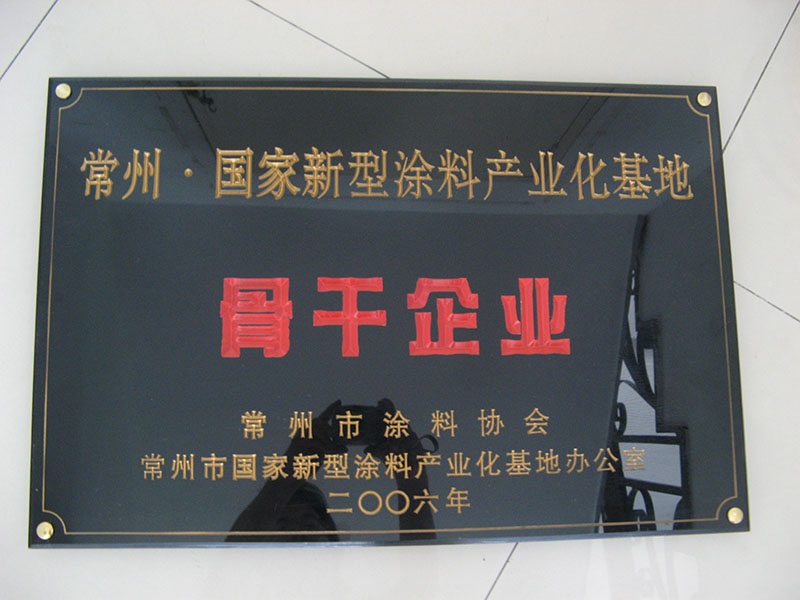 常州·国家新型涂料产业化基地
骨干企业
常州市涂料协会
常州市国家新型涂料产业化基地办公室
二〇〇六年